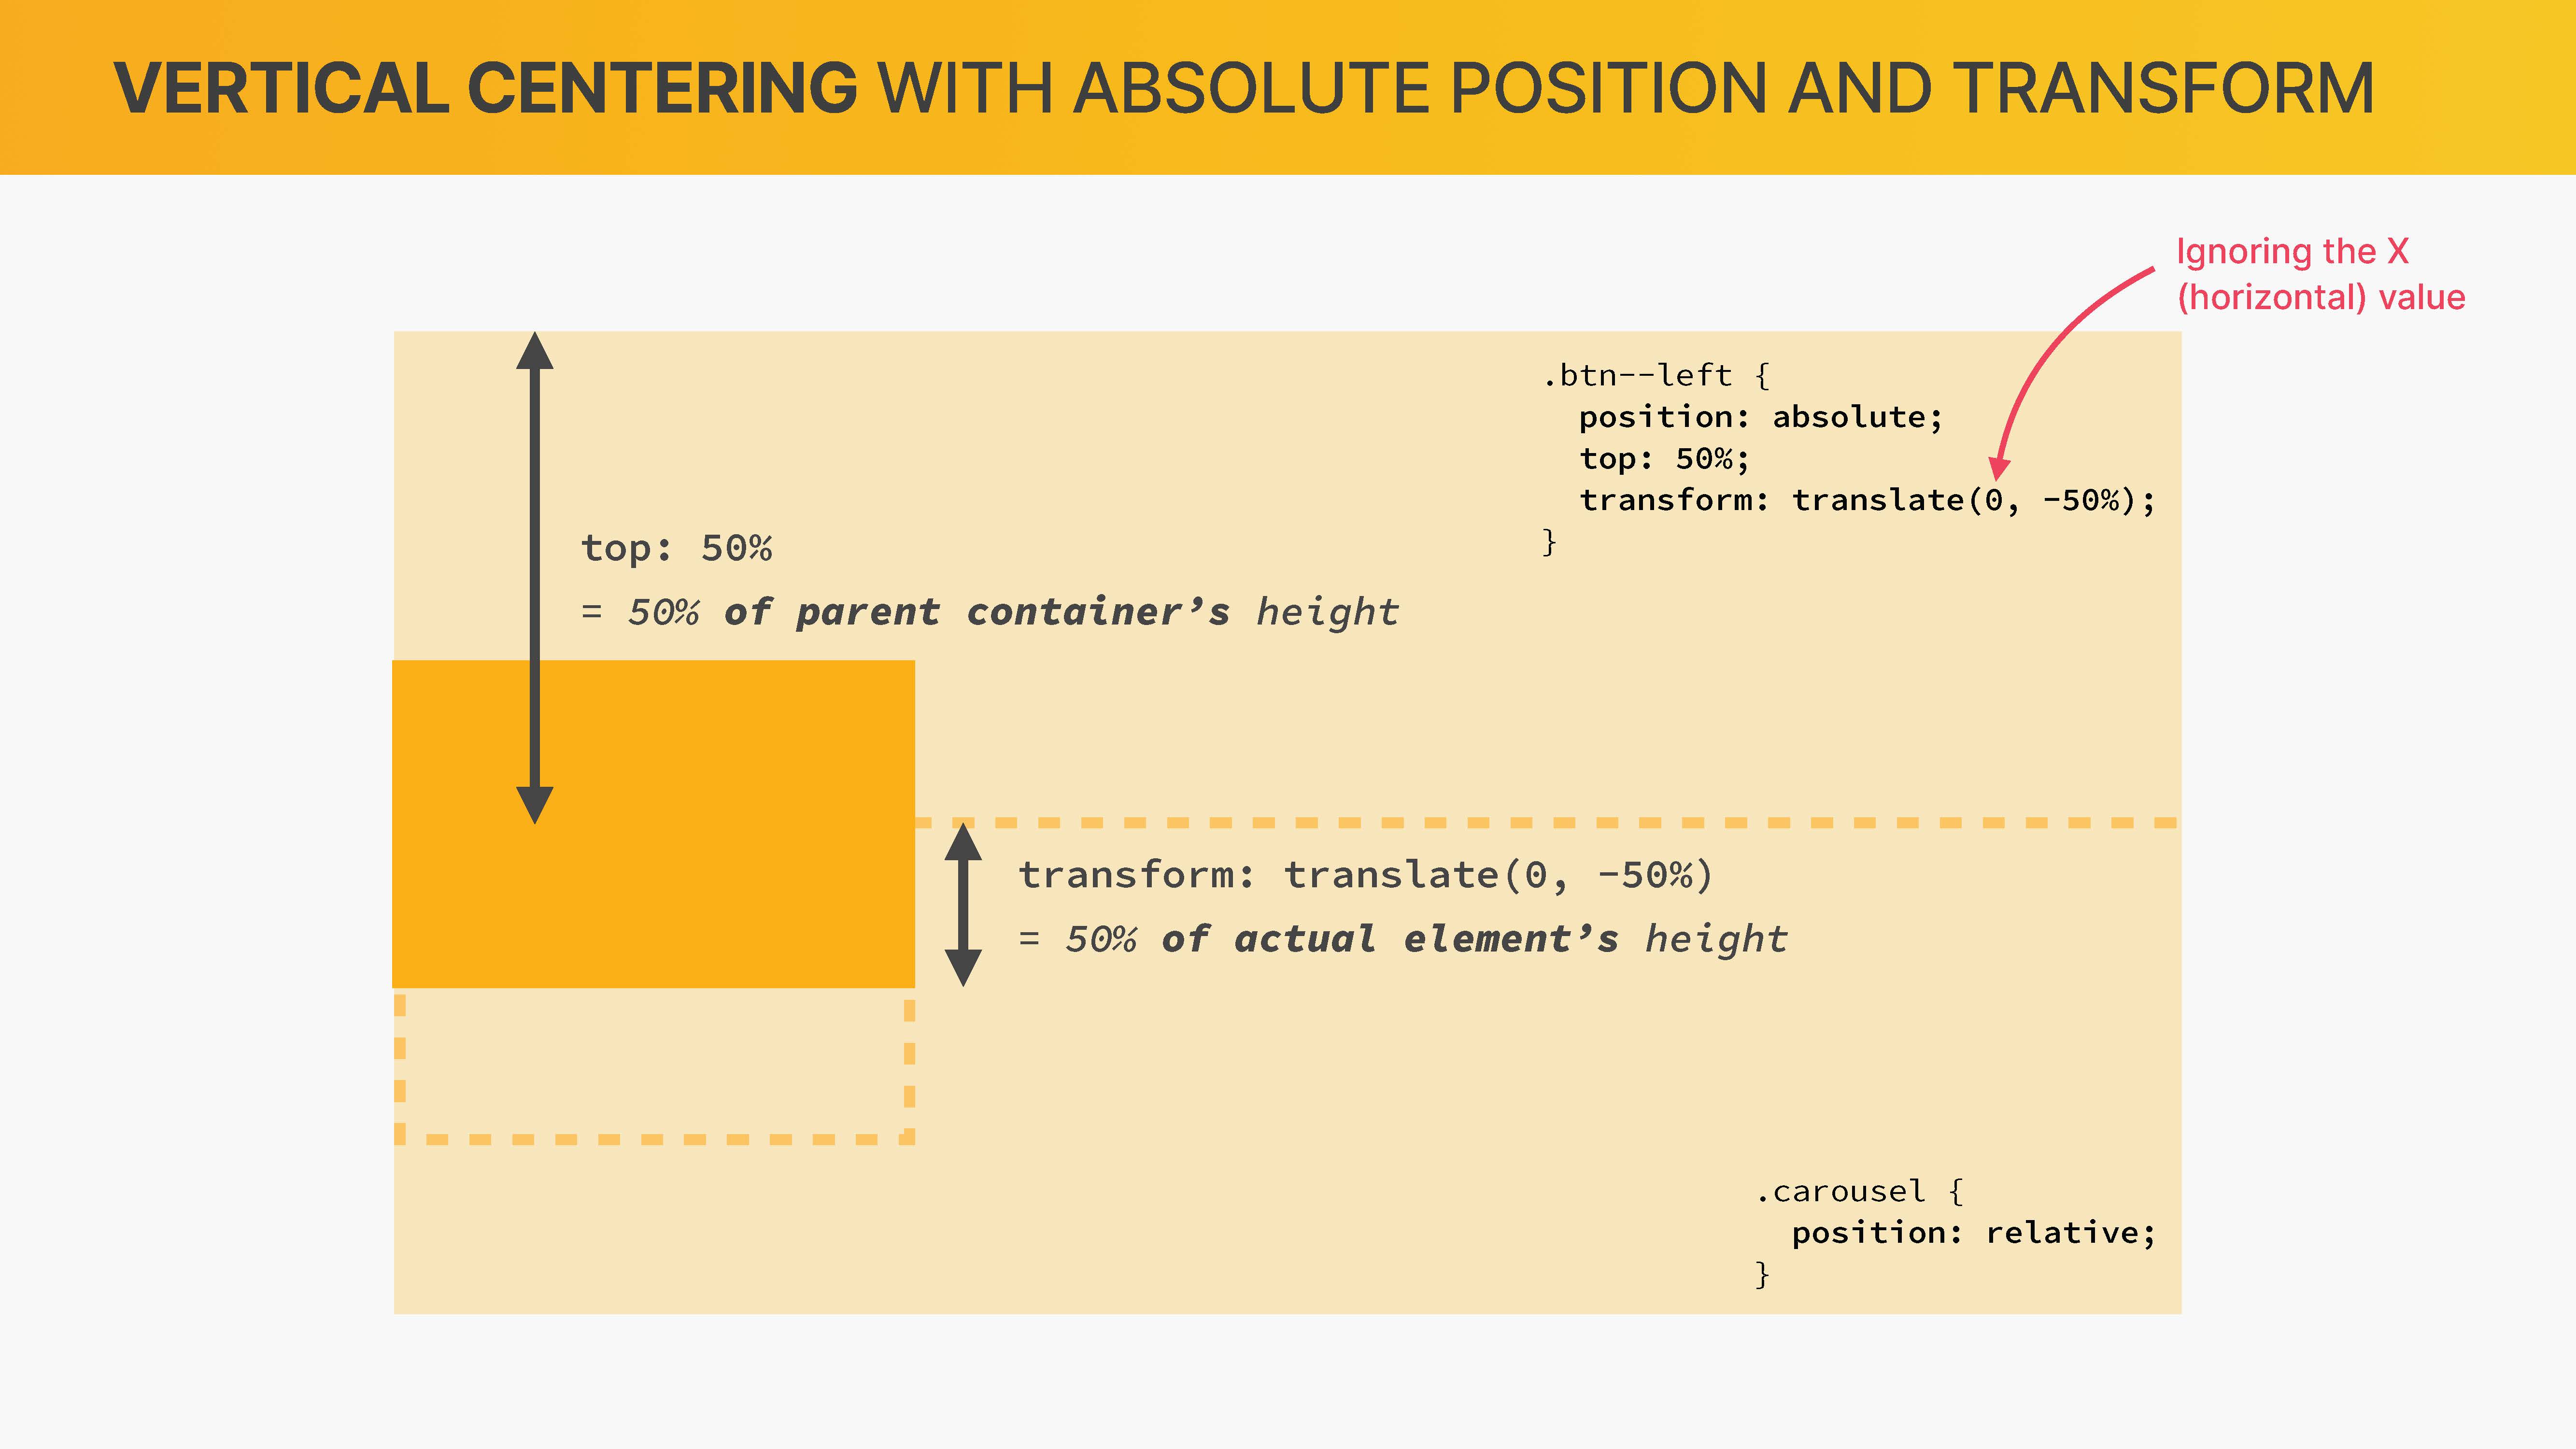 VERTICAL CENTERING WITH ABSOLUTE POSITION AND TRANSFORM
Ignoring the X
(horizontal) value
.btn--left {
position: absolute;
top: 50%;
transform: translate(0, -50%);
}
top: 50%
= 50% of parent container’s height
transform: translate(0, -50%)
= 50% of actual element’s height
.carousel {
position: relative;
}